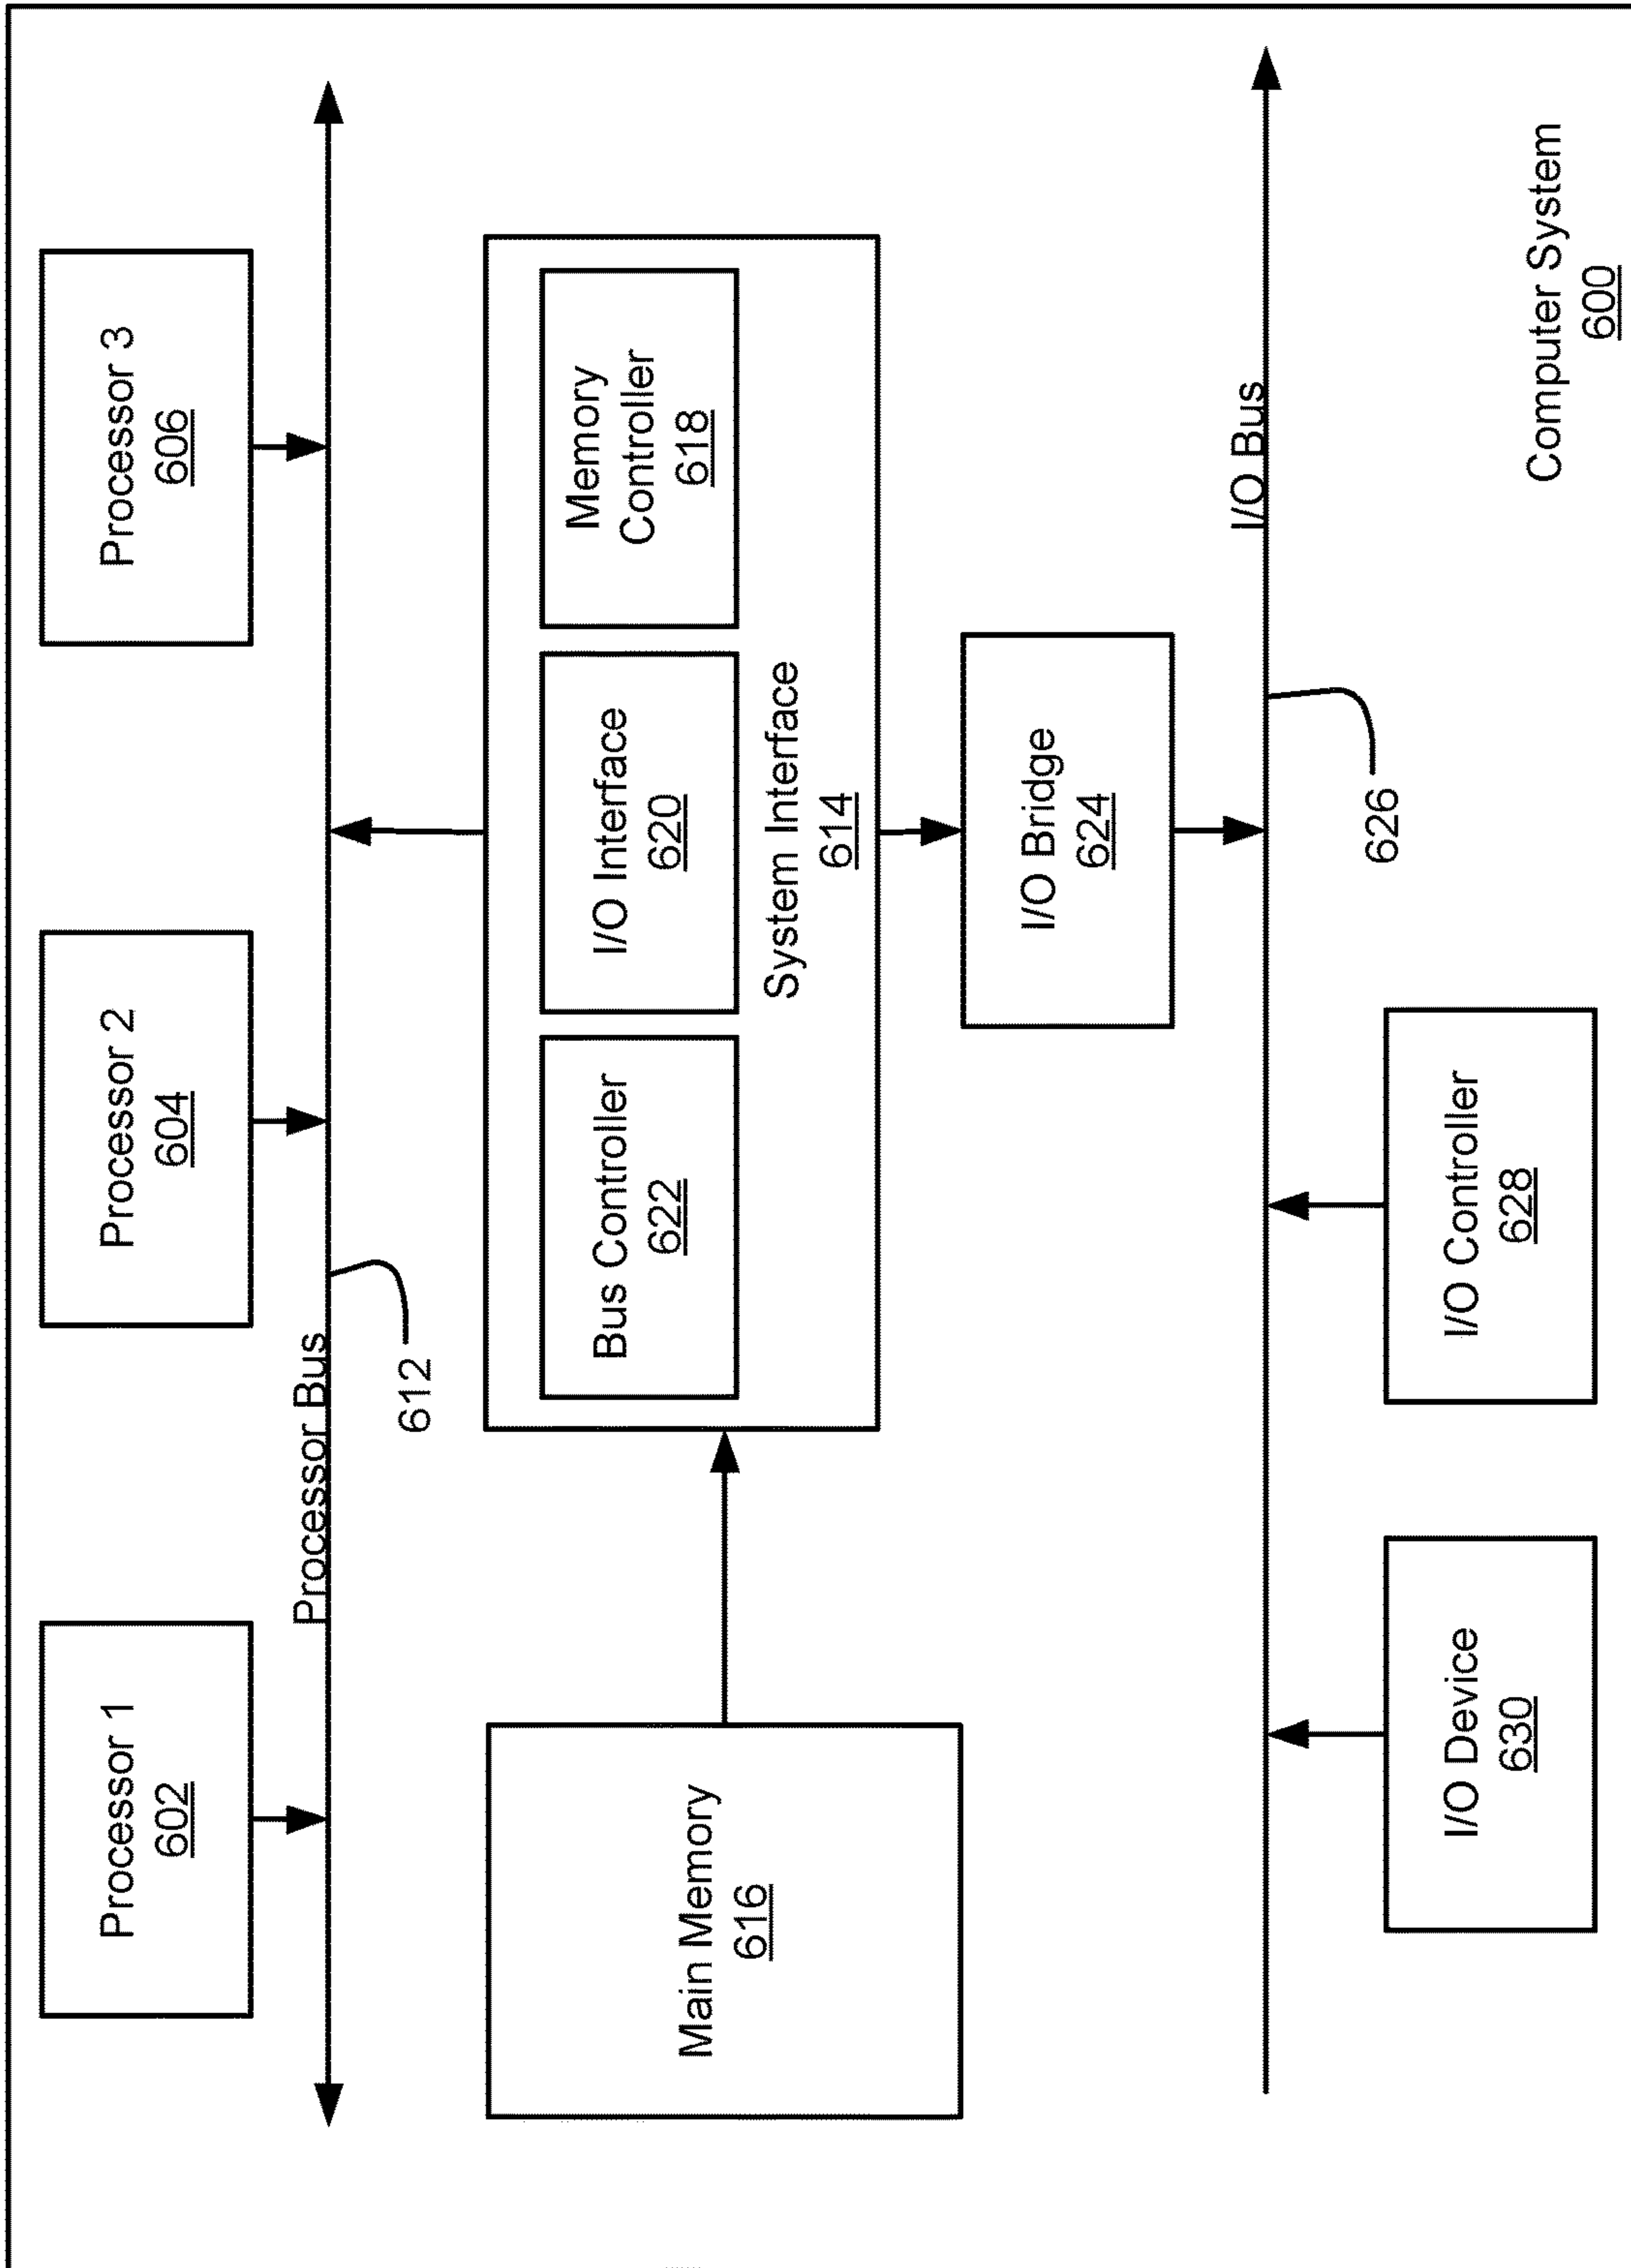 Processor 1
602
Processor 2
604
Processor 3
606
Processor Bus
612
Main Memory
616
Bus Controller
622
I/O Interface
620
Memory
Controller
618
System Interface
614
I/O Bridge
624
I/O Bus
626
I/O Device
630
I/O Controller
628
Computer System
600